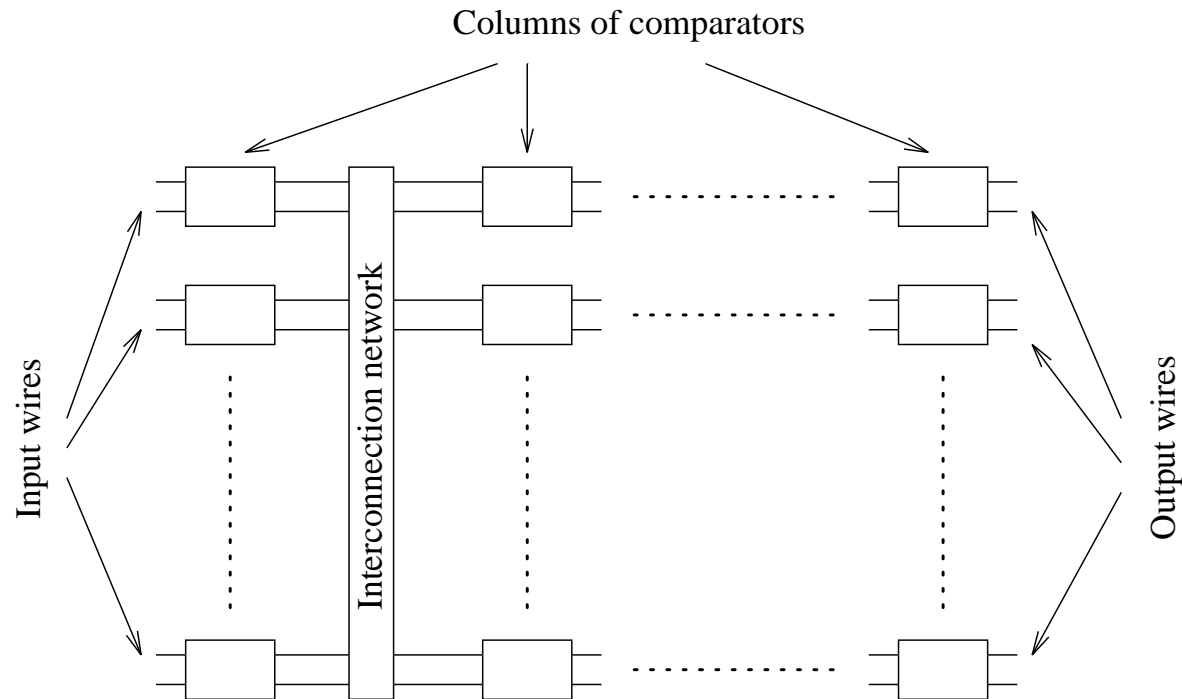 Columns of comparators
Input wires
Interconnection network
Output wires